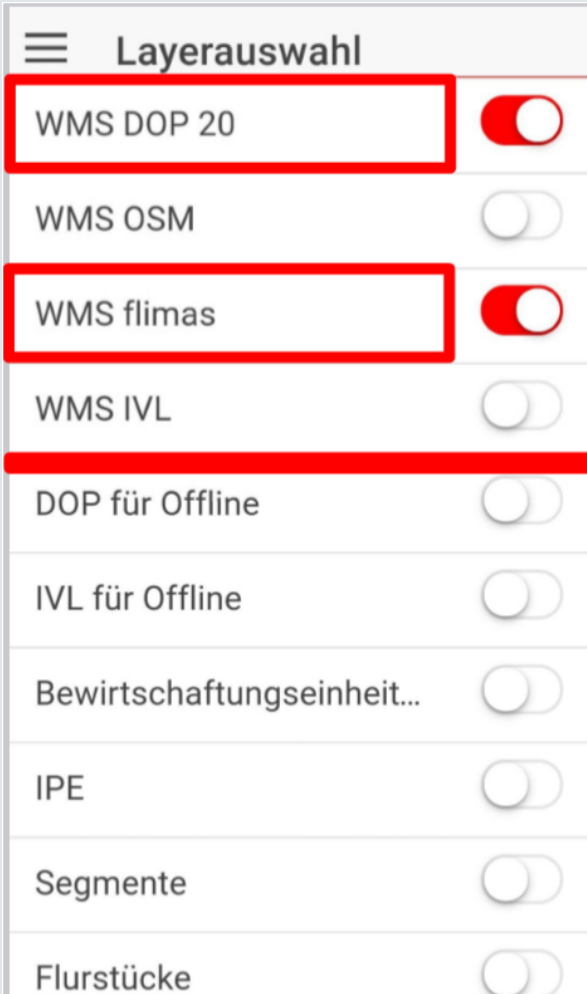 Layerauswahl
WMS DOP 20
WMS OSM
WMS flimas
WMS IVL
DOP für Offline
IVL für Offline
Bewirtschaftungseinheit...
IPE
Segmente
Flurstücke